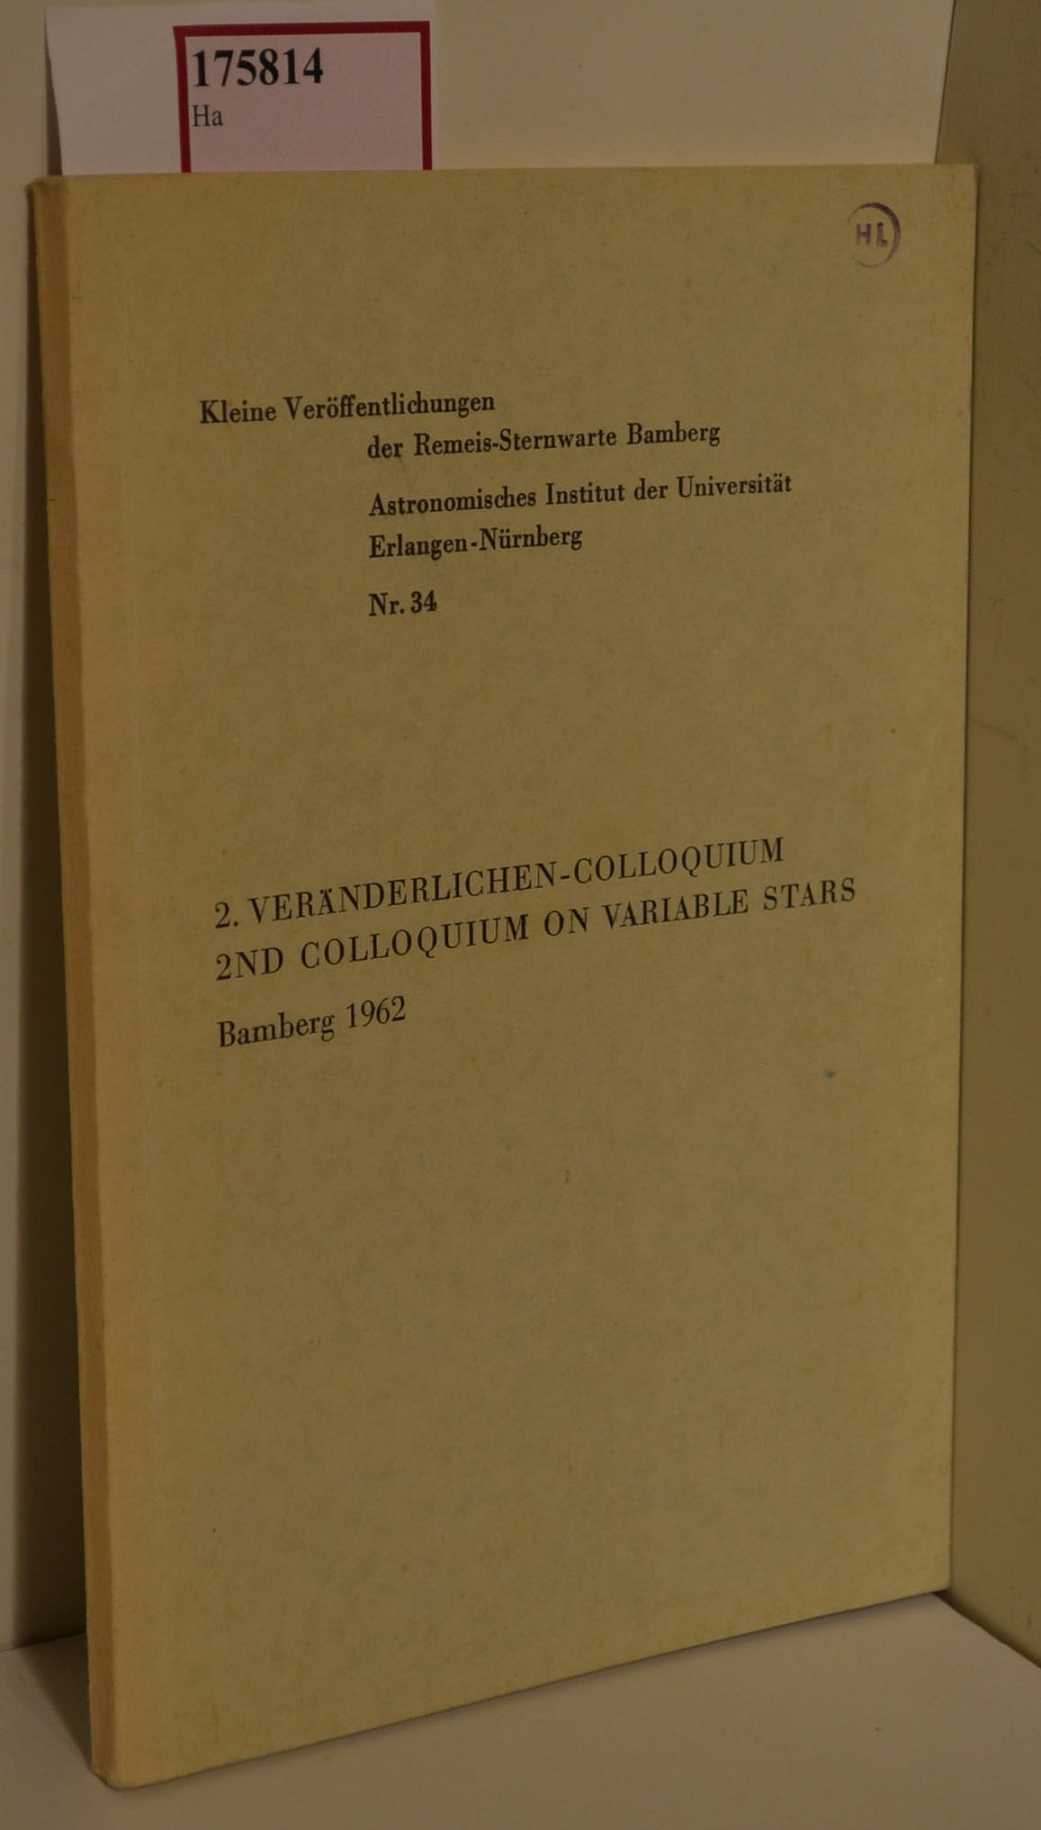 175814
Ha
HL
Kleine Veröffentlichungen
der Remeis-Sternwarte Bamberg
Astronomisches Institut der Universität
Erlangen-Nürnberg
Nr. 34
2. VERÄNDERLICHEN-COLLOQUIUM
2ND COLLOQUIUM ON VARIABLE STARS
Bamberg 1962